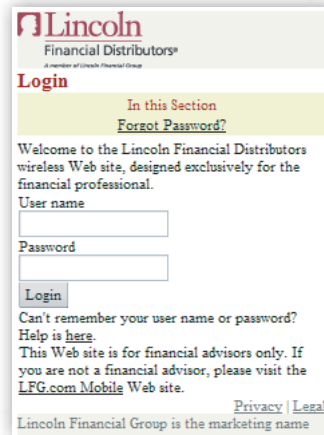 Lincoln
Financial Distributors®
A member of Lincoln Financial Group
Login
In this Section
Forgot Password?
Welcome to the Lincoln Financial Distributors
wireless Web site, designed exclusively for the
financial professional.
User name
Password
Login
Can't remember your user name or password?
Help is here.
This Web site is for financial advisors only. If
you are not a financial advisor, please visit the
LFG.com Mobile Web site.
Privacy | Legal
Lincoln Financial Group is the marketing name